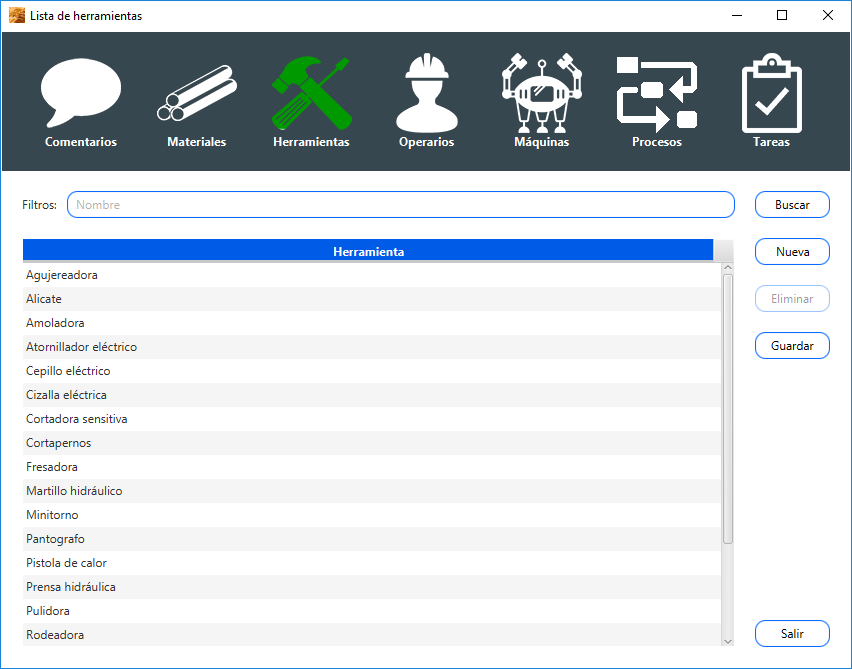 Lista de herramientas
Comentarios Materiales Herramientas Operarios Máquinas Procesos Tareas
Filtros: Nombre Buscar
Herramienta Nueva
Agujereadora
Alicate Eliminar
Amoladora
Atornillador eléctrico Guardar
Cepillo eléctrico
Cizalla eléctrica
Cortadora sensitiva
Cortapernos
Fresadora
Martillo hidráulico
Minitorno
Pantografo
Pistola de calor
Prensa hidráulica
Pulidora
Rodeadora Salir